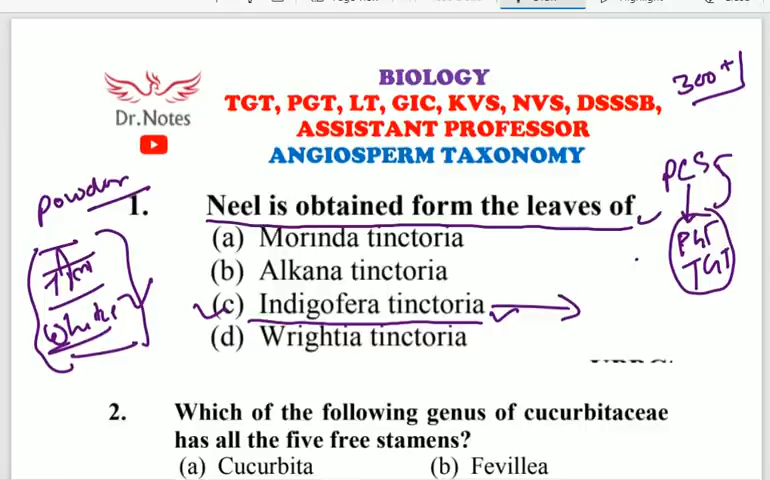 BIOLOGY
300+
TGT, PGT, LT, GIC, KVS, NVS, DSSSB,
Dr.Notes
ASSISTANT PROFESSOR
ANGIOSPERM TAXONOMY
PCS
powder
1. Neel is obtained form the leaves of
PGT
TGT
(a) Morinda tinctoria
(b) Alkana tinctoria
(c) Indigofera tinctoria
White
(d) Wrightia tinctoria
2. Which of the following genus of cucurbitaceae
has all the five free stamens?
(a) Cucurbita (b) Fevillea